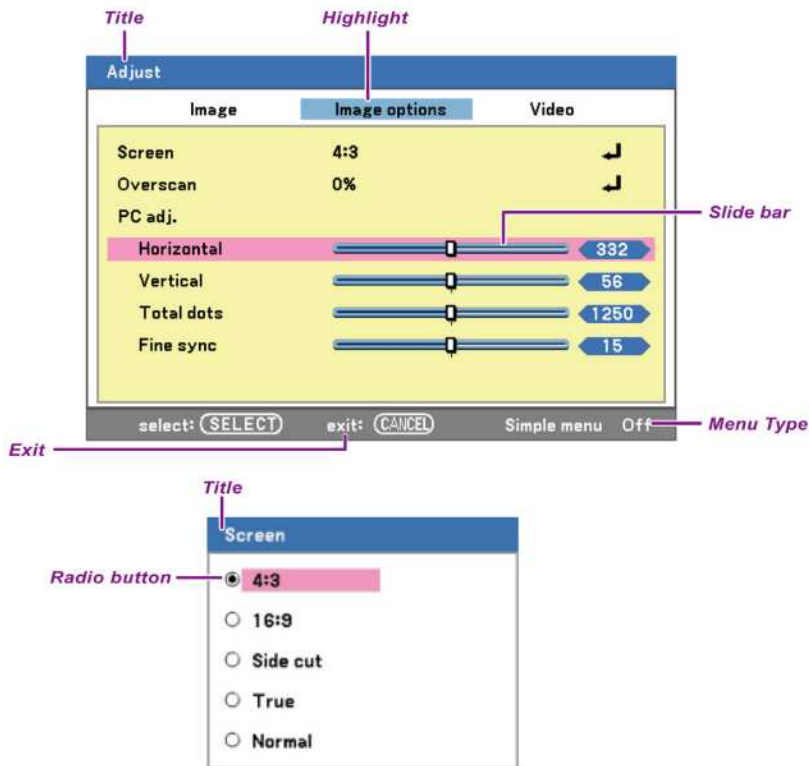 Title Highlight
Adjust
Image Image options Video
Screen 4:3
Overscan 0%
PC adj.
Slide bar
Horizontal 332
Vertical 56
Total dots 1250
Fine sync 15
select: SELECT exit: CANCEL Simple menu Off
Menu Type
Exit
Title
Screen
Radio button
4:3
16:9
Side cut
True
Normal